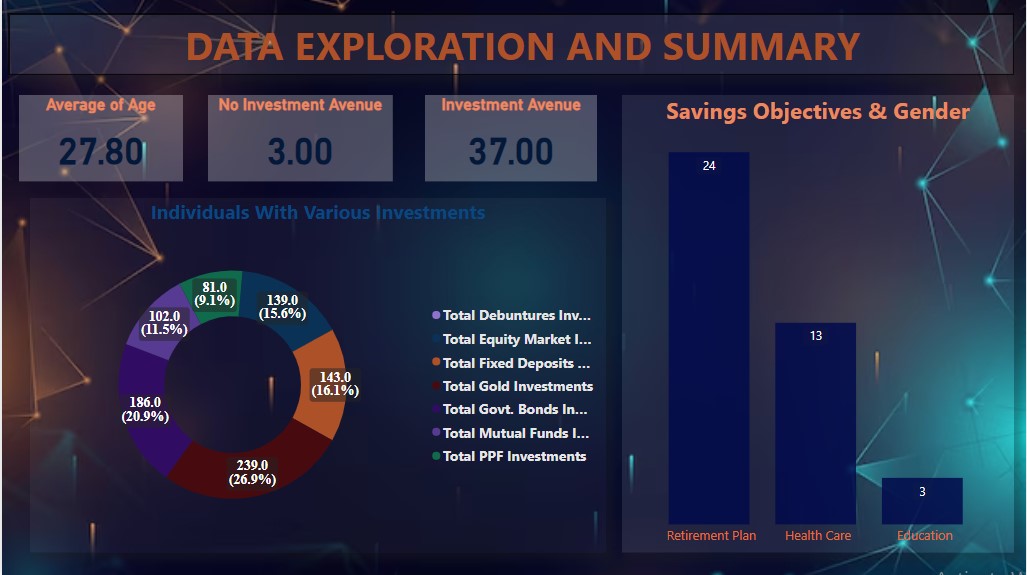 DATA EXPLORATION AND SUMMARY
Average of Age
27.80
No Investment Avenue
3.00
Investment Avenue
37.00
Savings Objectives & Gender
24
13
3
Retirement Plan
Health Care
Education
Individuals With Various Investments
81.0
(9.1%)
139.0
(15.6%)
102.0
(11.5%)
143.0
(16.1%)
186.0
(20.9%)
239.0
(26.9%)
Total Debuntures Inv...
Total Equity Market I...
Total Fixed Deposits ...
Total Gold Investments
Total Govt. Bonds In...
Total Mutual Funds I...
Total PPF Investments